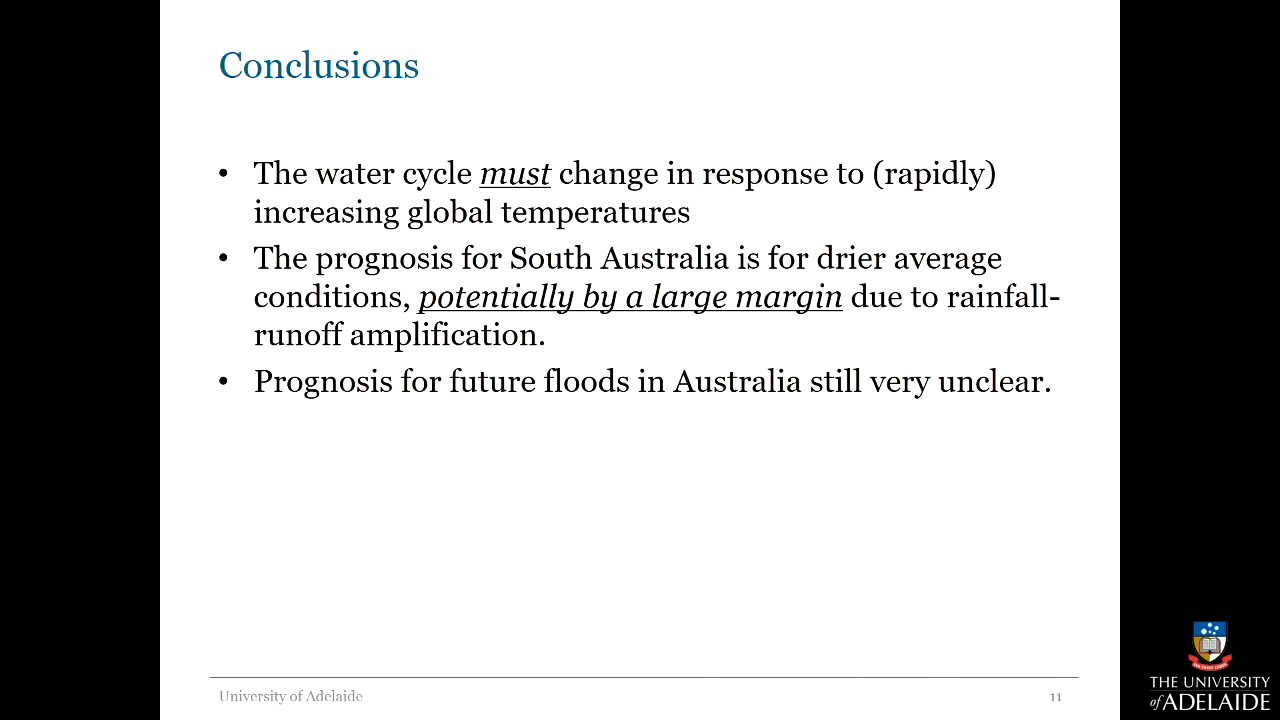 Conclusions
• The water cycle must change in response to (rapidly)
increasing global temperatures
• The prognosis for South Australia is for drier average
conditions, potentially by a large margin due to rainfall-
runoff amplification.
• Prognosis for future floods in Australia still very unclear.
University of Adelaide
11
THE UNIVERSITY
of ADELAIDE